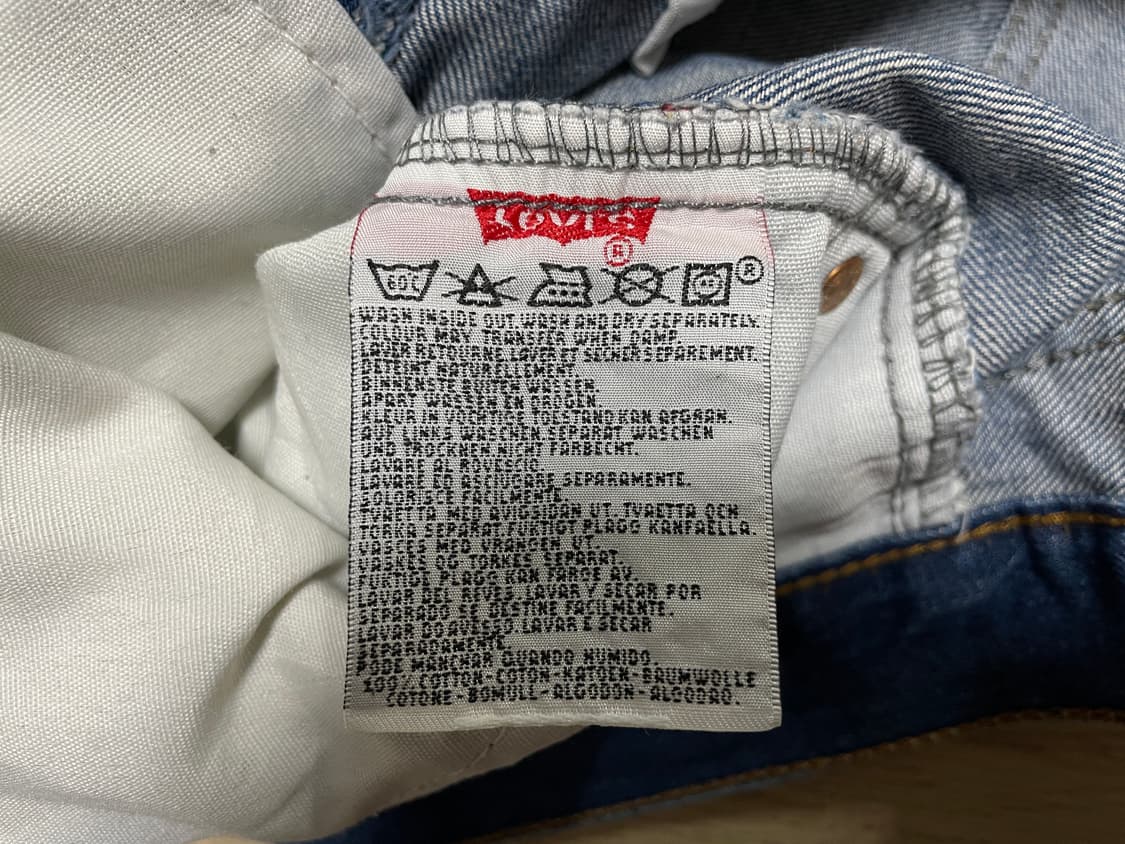 LEVI'S
®
60C ®
WASH INSIDE OUT.WASH AND DRY SEPARATELY.
COLOUR MAY TRANSFER WHEN DAMP.
LAVER RETOURNE.LAVER ET SECHER SEPAREMENT.
DETEINT NATURELLEMENT.
BINNENSTE BUITEN WASSEN.
APART WASSEN EN DROGEN.
KLEUR IN VOCHTIGE TOESTAND KAN AFGAAN.
AUF LINKS WASCHEN SEPARAT WASCHEN
UND TROCKNEN NICHT FARBECHT.
LAVARE AL ROVESCIO.
LAVARE ED ASCIUGARE SEPARAMENTE.
SCOLORISCE FACILMENTE.
TVAETTA MED AVIGSIDAN UT. TVAETTA OCH
TORKA SEPARAT.FUKTIGT PLAGG KANFAELLA.
VASKES MED VRANGEN UT.
VASKES OG TORRES SEPARAT.
FUKTIGE PLAGG KAN FARGE AV.
LAVAR DEL REVES LAVAR Y SECAR POR
SEPARADO SE DESTINE FACILMENTE.
LAVAR DO AVESSO.LAVAR E SECAR
SEPARADAMENTE
PODE MANCHAR QUANDO HUMIDO.
100% COTTON-COTON-KATOEN-BAUMWOLLE
COTONE-BOMULL-ALGODON-ALGODAO.